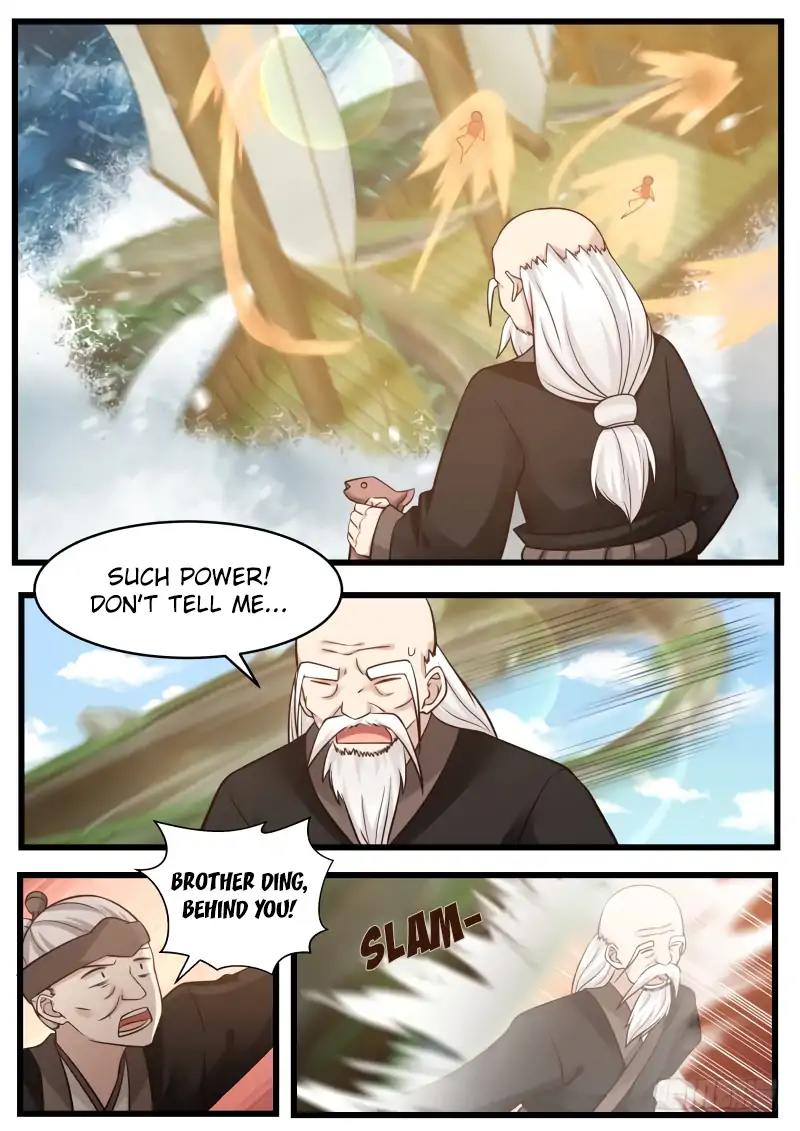 SUCH POWER!
DON'T TELL ME...
BROTHER DING,
BEHIND YOU!
SLAM-